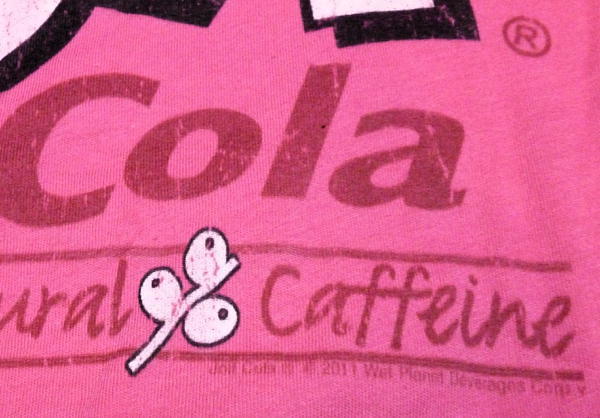 ®
Cola
ural Caffeine
Jolt Cola ® © 2011 Wet Planet Beverages Corp.